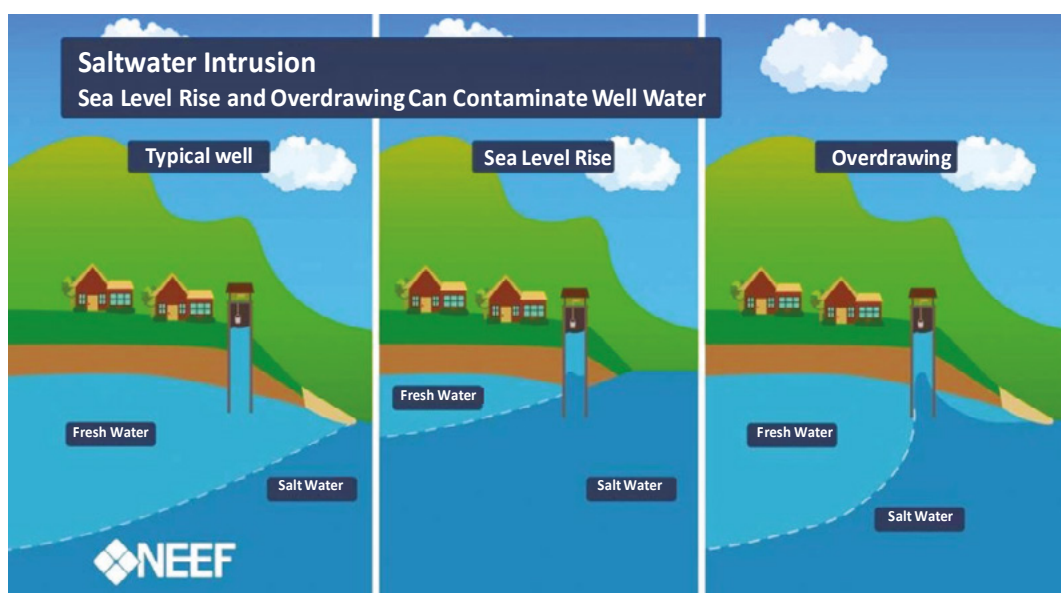 Saltwater Intrusion
Sea Level Rise and Overdrawing Can Contaminate Well Water
Typical well
Sea Level Rise
Overdrawing
Fresh Water
Salt Water
Fresh Water
Salt Water
Fresh Water
Salt Water
NEEF